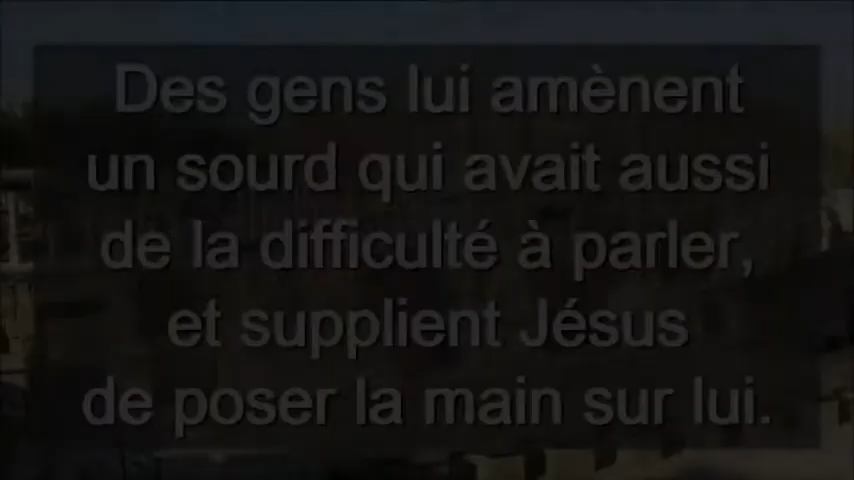 Des gens lui amènent
un sourd qui avait aussi
de la difficulté à parler,
et supplient Jésus
de poser la main sur lui.